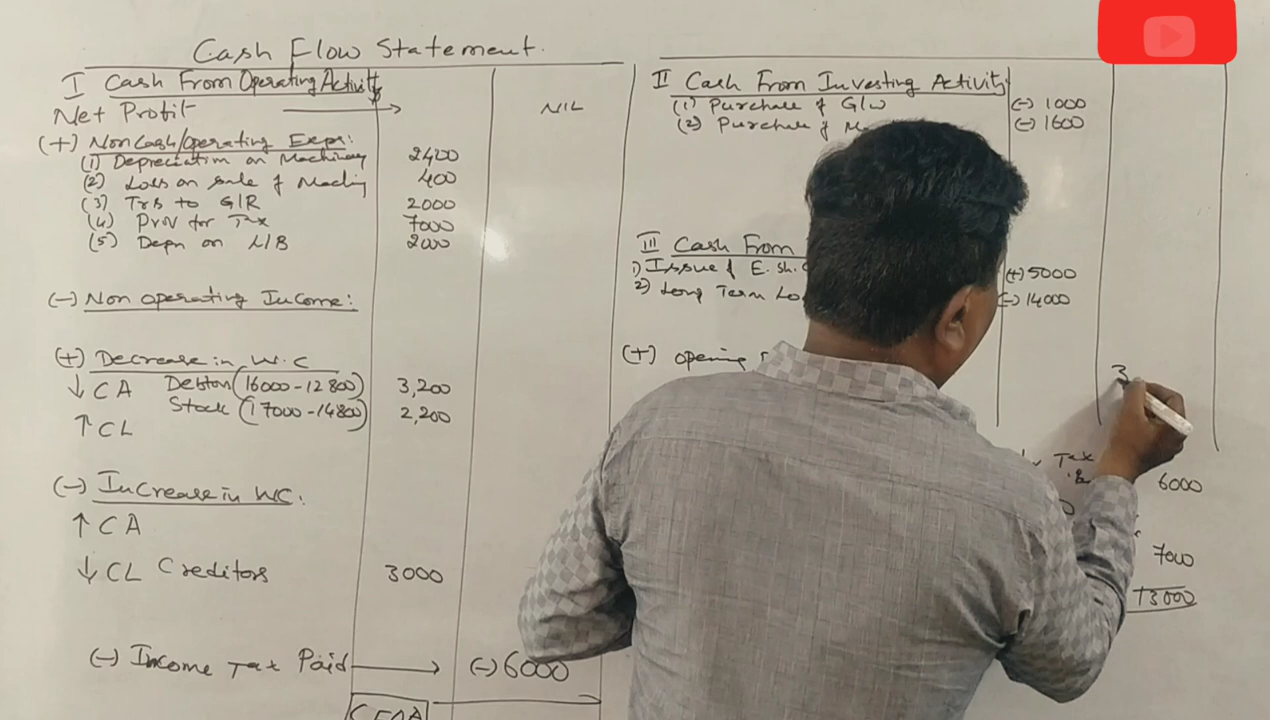 Cash Flow Statement.
I Cash From Operating Activity
Net Profit NIL
(+) Non Cash/Operating Exps:
(1) Depreciation on Machinery 2400
(2) Loss on sale of Machinery 400
(3) Trs to G/R 2000
(4) Prov for Tax 7000
(5) Depn on L/B 2000
(-) Non operating Income:
(+) Decrease in W.C
↓ CA Debtors (16000-12800) 3,200
Stock (17000-14800) 2,200
↑ CL
(-) Increase in WC:
↑ CA
↓ CL Creditors 3000
(-) Income Tax Paid (-) 6000
CFOA
II Cash From Investing Activity
(1) Purchase of G/w (-) 1000
(2) Purchase of (-) 1600
III Cash From
1) Issue of E. Sh. (+) 5000
2) Long Term (-) 14000
(+) opening
3
Tax
6000
7000
13000